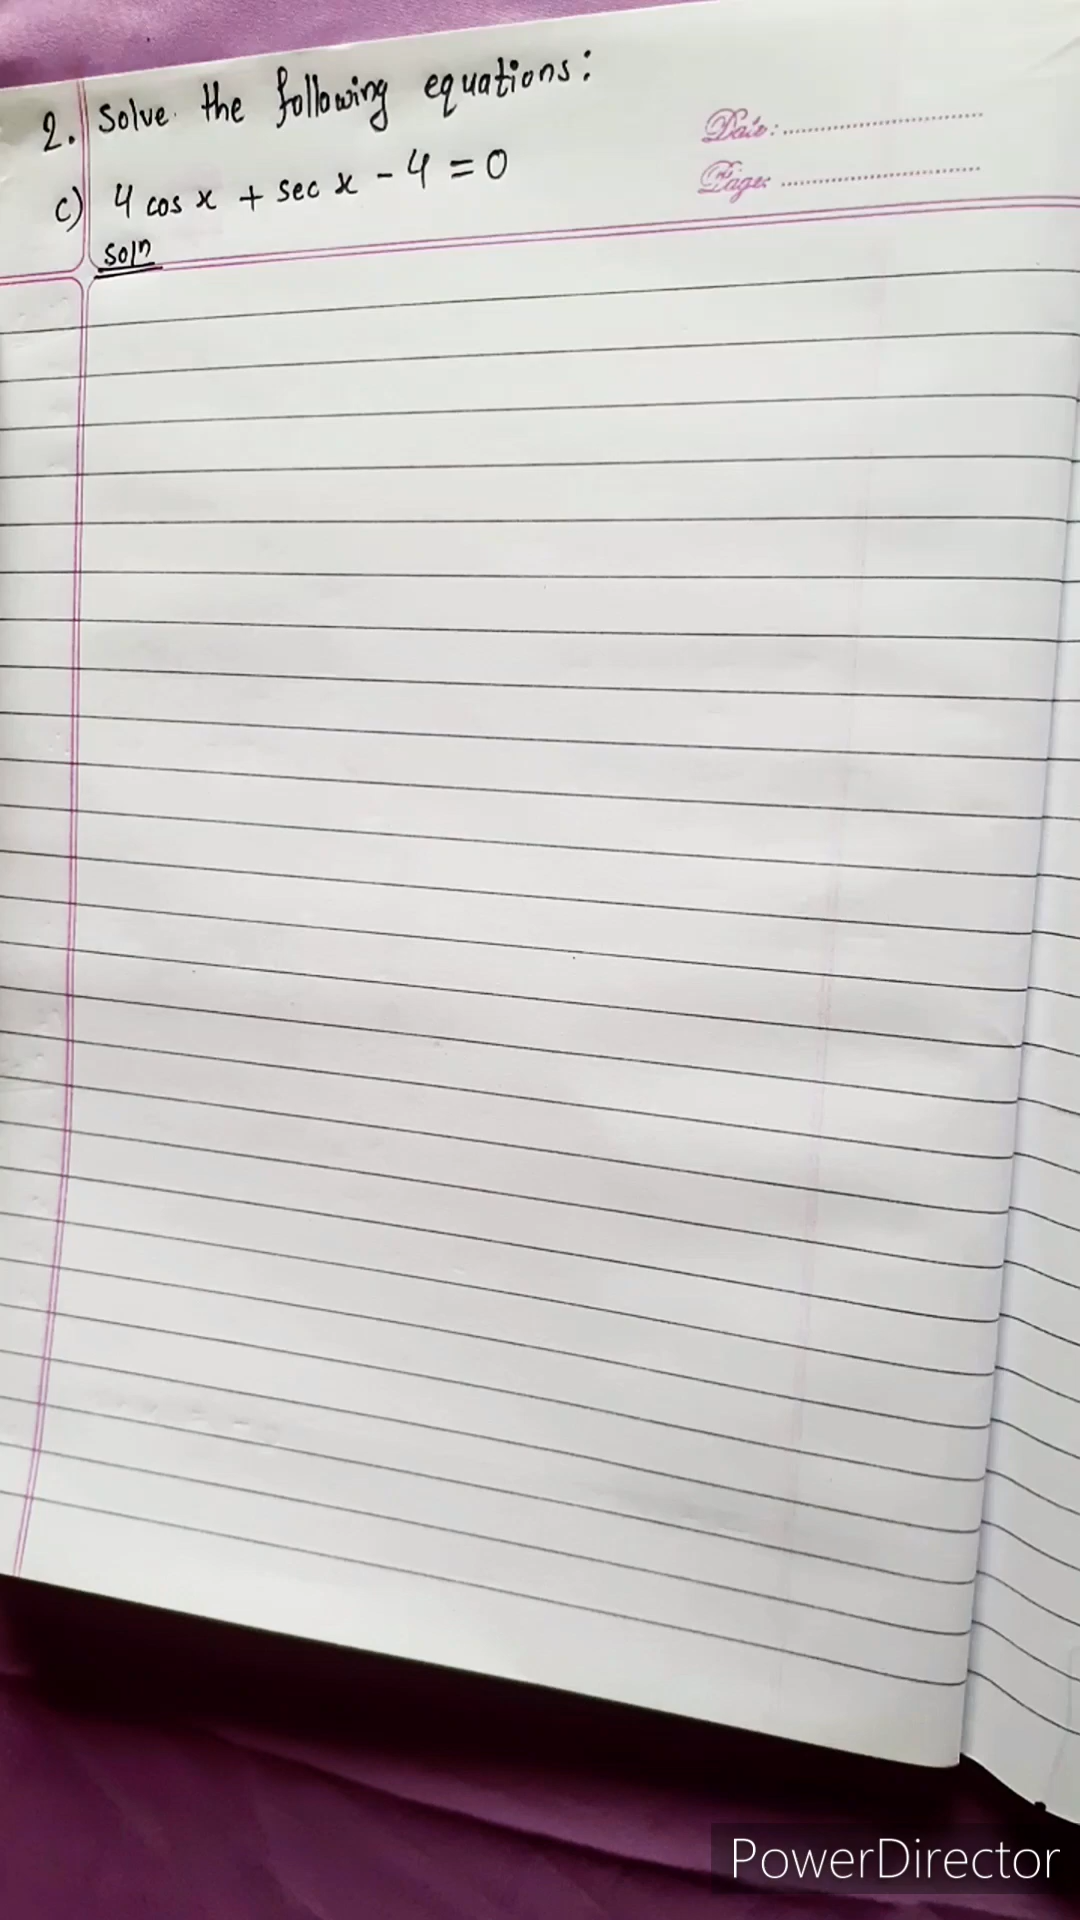 2. Solve the following equations:
Date:
c) 4 cos x + sec x - 4 = 0
Page:
Soln
PowerDirector